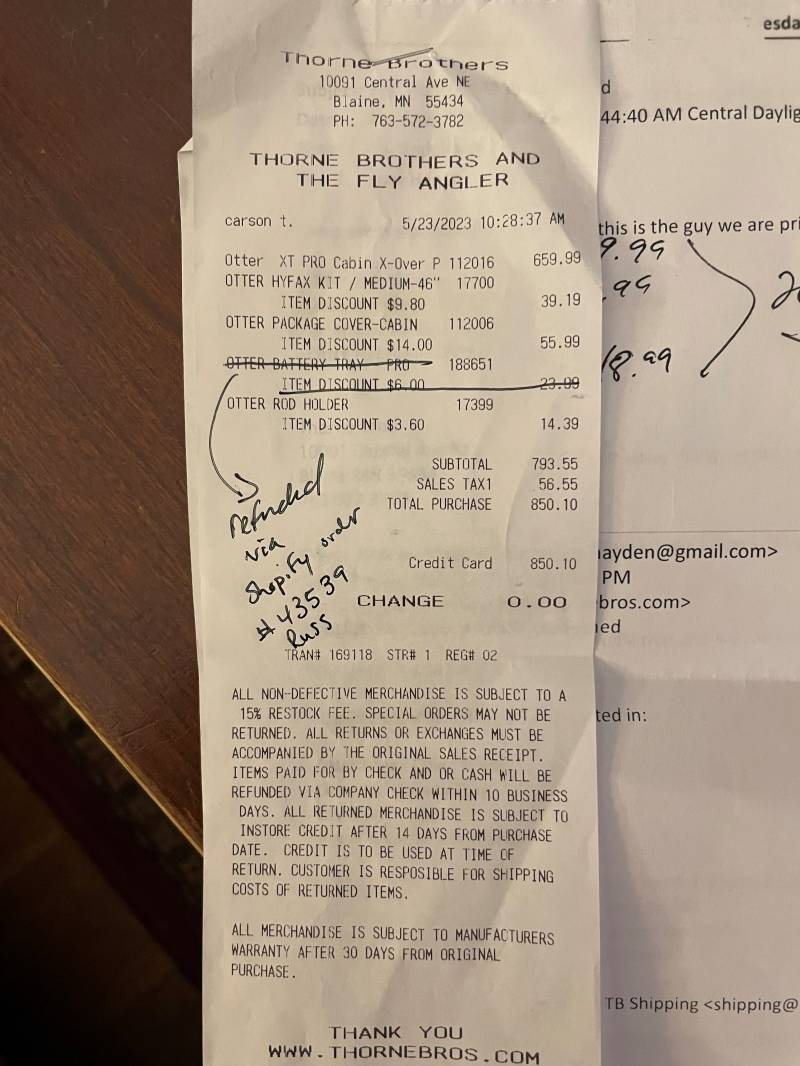 Thorne Brothers
10091 Central Ave NE
Blaine, MN 55434
PH: 763-572-3782
THORNE BROTHERS AND
THE FLY ANGLER
carson t. 5/23/2023 10:28:37 AM
Otter XT PRO Cabin X-Over P 112016 659.99
OTTER HYFAX KIT / MEDIUM-46" 17700
ITEM DISCOUNT $9.80 39.19
OTTER PACKAGE COVER-CABIN 112006
ITEM DISCOUNT $14.00 55.99
OTTER BATTERY TRAY PRO 188651
ITEM DISCOUNT $6.00 23.99
OTTER ROD HOLDER 17399
ITEM DISCOUNT $3.60 14.39
SUBTOTAL 793.55
SALES TAX1 56.55
TOTAL PURCHASE 850.10
Credit Card 850.10
CHANGE 0.00
refunded
via
Shopify order
#43539
Russ
TRAN# 169118 STR# 1 REG# 02
ALL NON-DEFECTIVE MERCHANDISE IS SUBJECT TO A
15% RESTOCK FEE. SPECIAL ORDERS MAY NOT BE
RETURNED. ALL RETURNS OR EXCHANGES MUST BE
ACCOMPANIED BY THE ORIGINAL SALES RECEIPT.
ITEMS PAID FOR BY CHECK AND OR CASH WILL BE
REFUNDED VIA COMPANY CHECK WITHIN 10 BUSINESS
DAYS. ALL RETURNED MERCHANDISE IS SUBJECT TO
INSTORE CREDIT AFTER 14 DAYS FROM PURCHASE
DATE. CREDIT IS TO BE USED AT TIME OF
RETURN. CUSTOMER IS RESPOSIBLE FOR SHIPPING
COSTS OF RETURNED ITEMS.
ALL MERCHANDISE IS SUBJECT TO MANUFACTURERS
WARRANTY AFTER 30 DAYS FROM ORIGINAL
PURCHASE.
THANK YOU
WWW.THORNEBROS.COM
esda
d
44:40 AM Central Daylig
this is the guy we are pri
9.99
.99
18.99
ayden@gmail.com>
PM
bros.com>
ed
ted in:
TB Shipping <shipping@